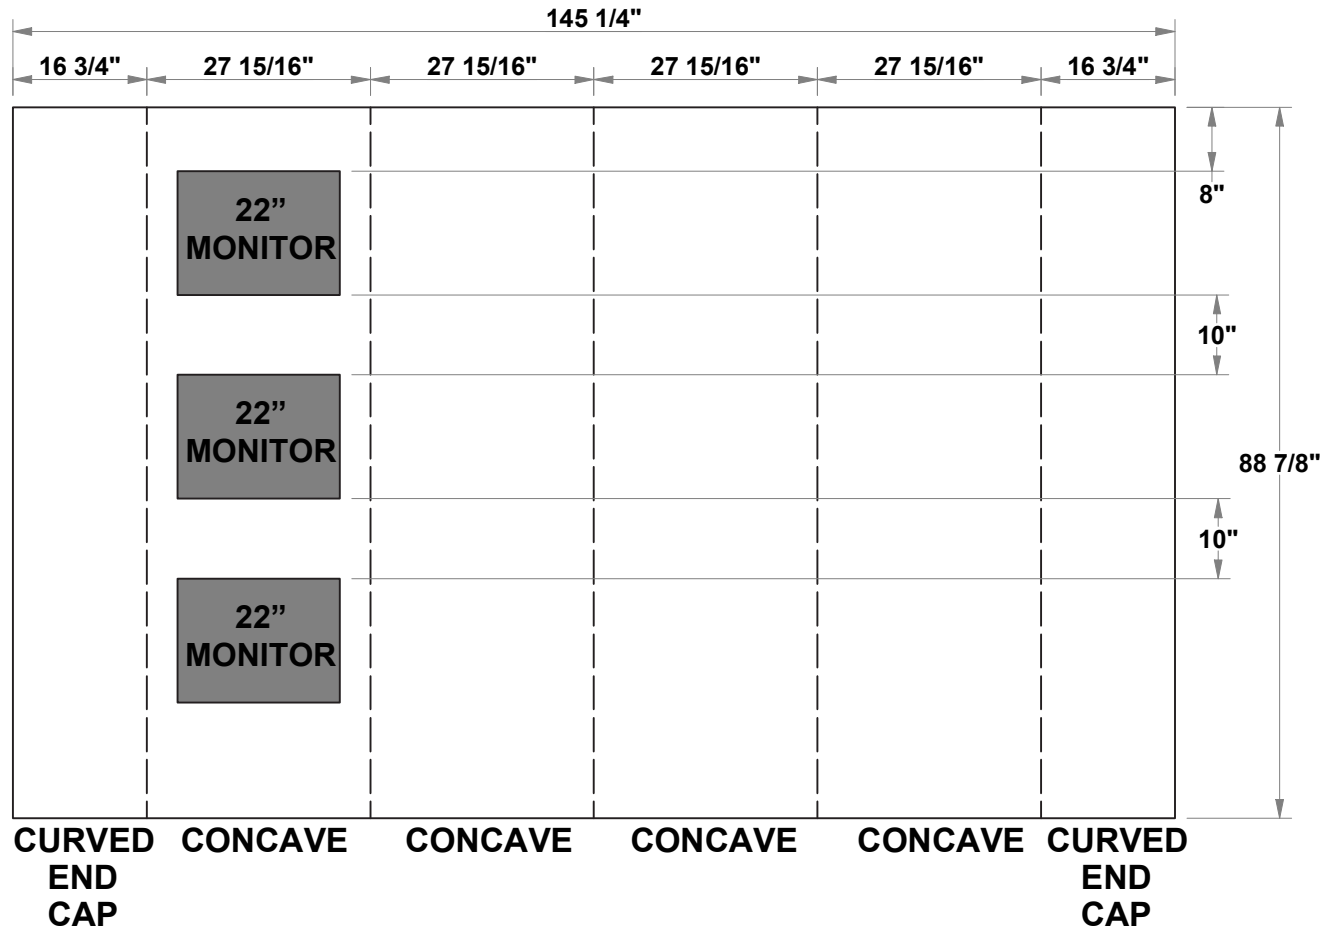 145 1/4"
16 3/4" 27 15/16" 27 15/16" 27 15/16" 27 15/16" 16 3/4"
8"
22”
MONITOR
10"
22”
MONITOR
88 7/8"
10"
22”
MONITOR
CURVED END CAP
CONCAVE
CONCAVE
CONCAVE
CONCAVE
CURVED END CAP